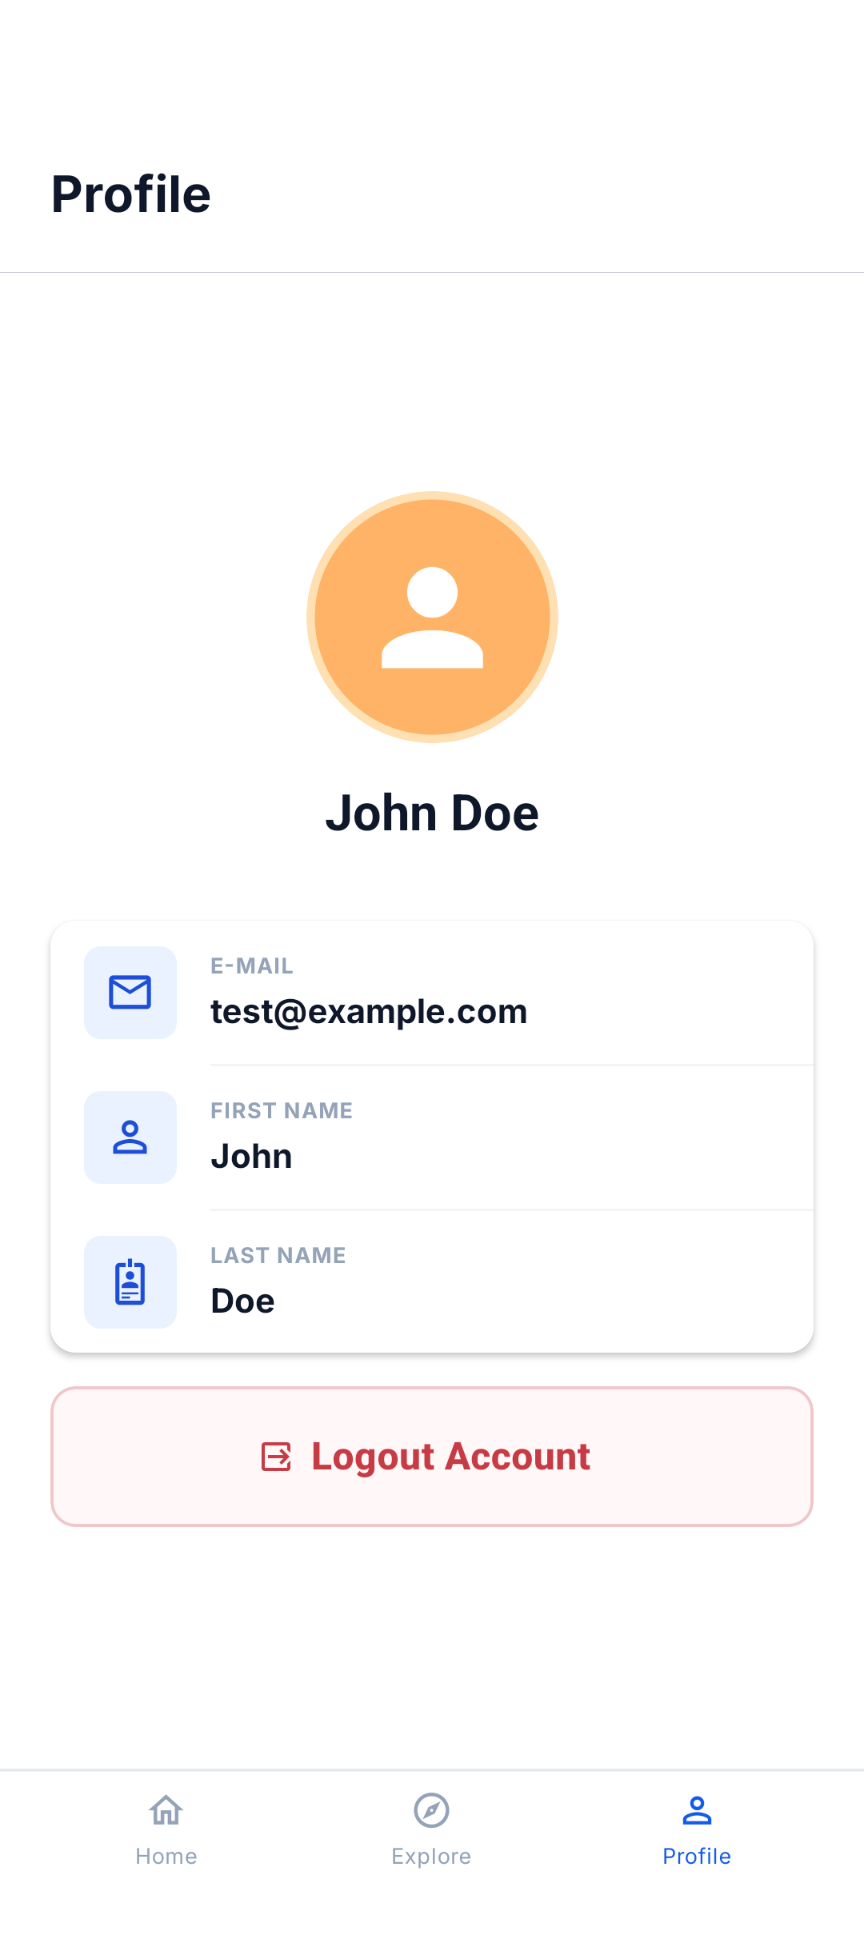 Profile
John Doe
E-MAIL
test@example.com
FIRST NAME
John
LAST NAME
Doe
Logout Account
Home
Explore
Profile